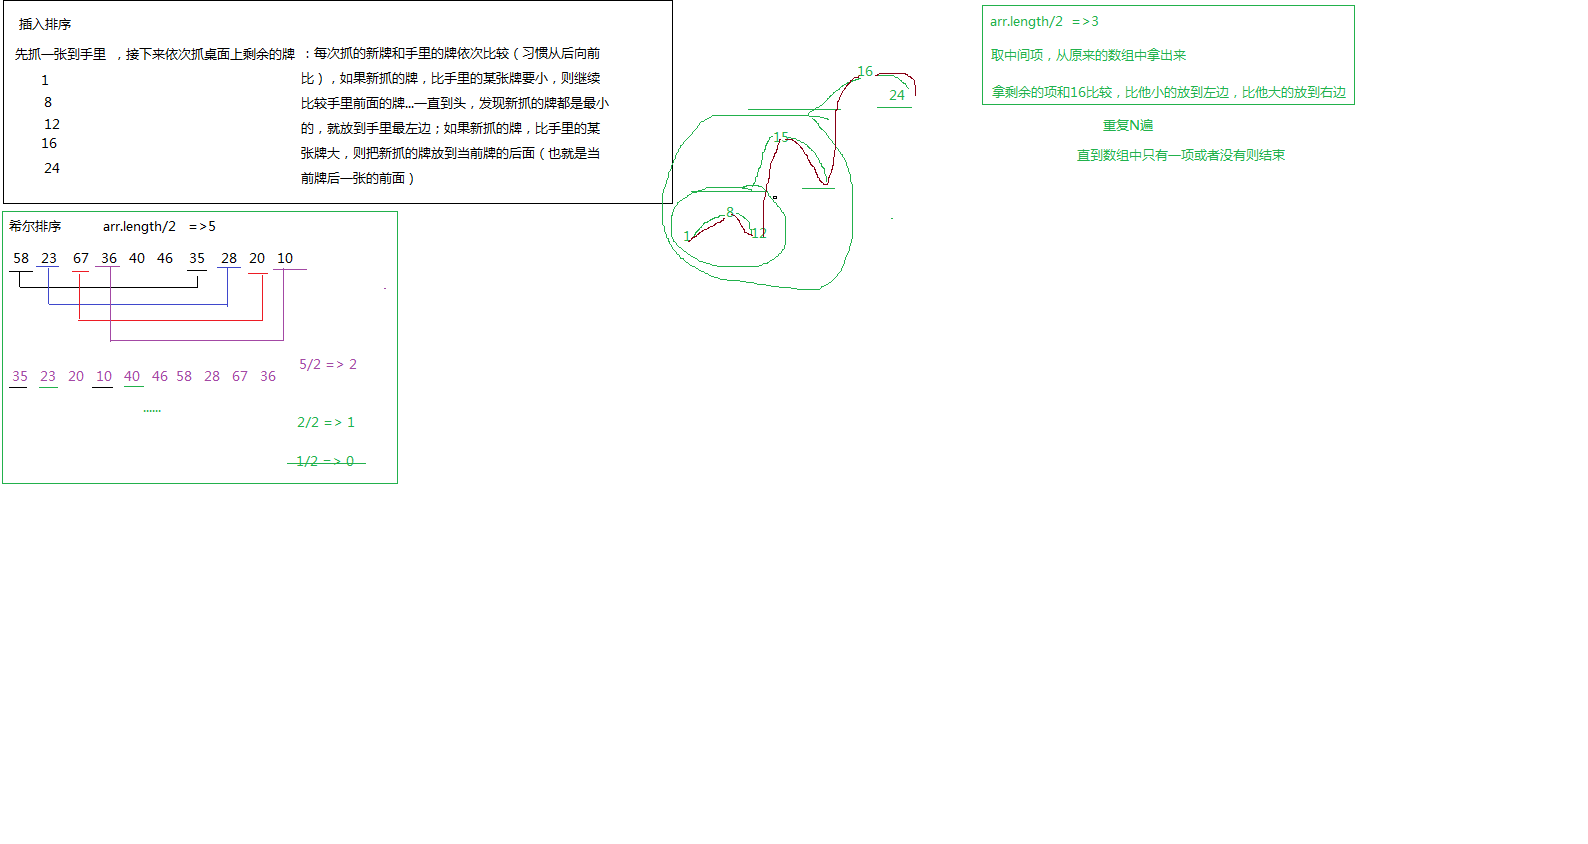 插入排序
先抓一张到手里 ，接下来依次抓桌面上剩余的牌
1
8
12
16
24
：每次抓的新牌和手里的牌依次比较（习惯从后向前
比），如果新抓的牌，比手里的某张牌要小，则继续
比较手里前面的牌...一直到头，发现新抓的牌都是最小
的，就放到手里最左边；如果新抓的牌，比手里的某
张牌大，则把新抓的牌放到当前牌的后面（也就是当
前牌后一张的前面）
希尔排序 arr.length/2 =>5
58 23 67 36 40 46 35 28 20 10
35 23 20 10 40 46 58 28 67 36
......
5/2 => 2
2/2 => 1
1/2 => 0
16
24
15
8
1
12
arr.length/2 =>3
取中间项，从原来的数组中拿出来
拿剩余的项和16比较，比他小的放到左边，比他大的放到右边
重复N遍
直到数组中只有一项或者没有则结束